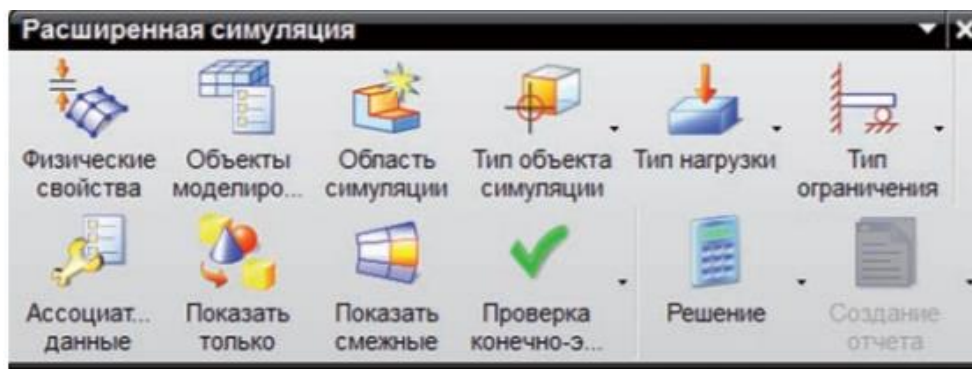 Расширенная симуляция
Физические Объекты Область Тип объекта Тип нагрузки Тип
свойства моделиро... симуляции симуляции ограничения
Ассоциат... Показать Показать Проверка Решение Создание
данные только смежные конечно-э... отчета